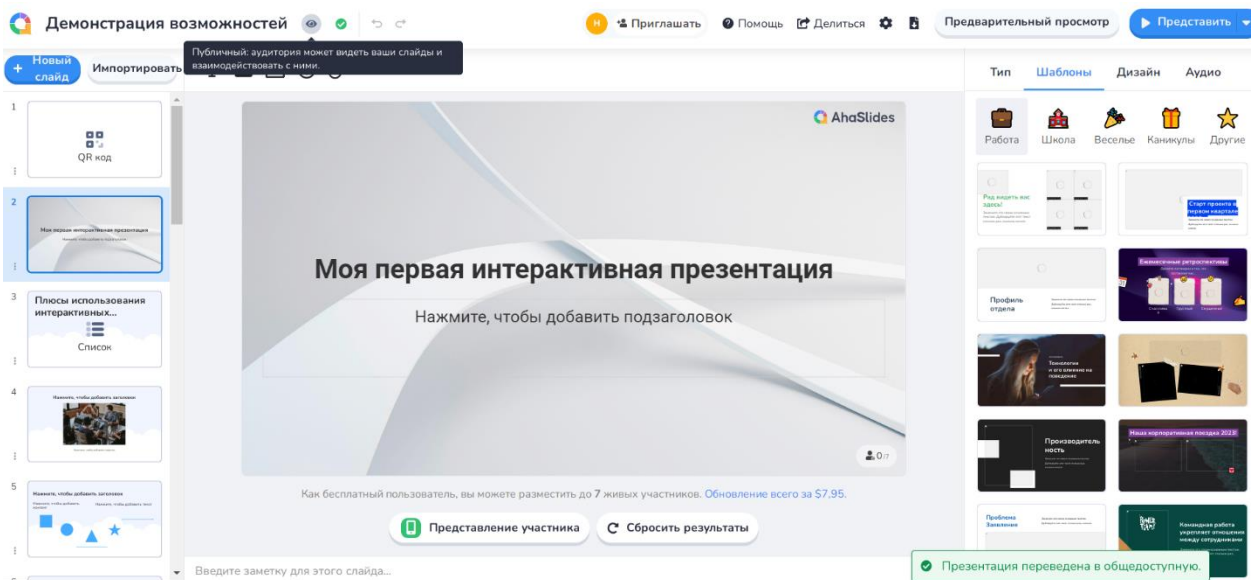 Демонстрация возможностей
Н
Приглашать
Помощь
Делиться
Предварительный просмотр
Представить
Публичный: аудитория может видеть ваши слайды и
взаимодействовать с ними.
+ Новый
слайд
Импортировать
Тип
Шаблоны
Дизайн
Аудио
Работа
Школа
Веселье
Каникулы
Другие
1
QR код
2
Моя первая интерактивная презентация
Нажмите, чтобы добавить подзаголовок
3
Плюсы использования
интерактивных...
Список
4
Нажмите, чтобы добавить заголовок
5
Нажмите, чтобы добавить заголовок
AhaSlides
Моя первая интерактивная презентация
Нажмите, чтобы добавить подзаголовок
0/7
Как бесплатный пользователь, вы можете разместить до 7 живых участников. Обновление всего за $7,95.
Представление участника
Сбросить результаты
Введите заметку для этого слайда...
Рад видеть вас
здесь!
Старт проекта в
первом квартале
Профиль
отдела
Ежемесячные ретроспективы
Технологии
и его влияние на
поведение
Производитель
ность
Наша корпоративная поездка 2023!
Проблема
Заявление
Командная работа
укрепляет отношения
между сотрудниками
Презентация переведена в общедоступную.